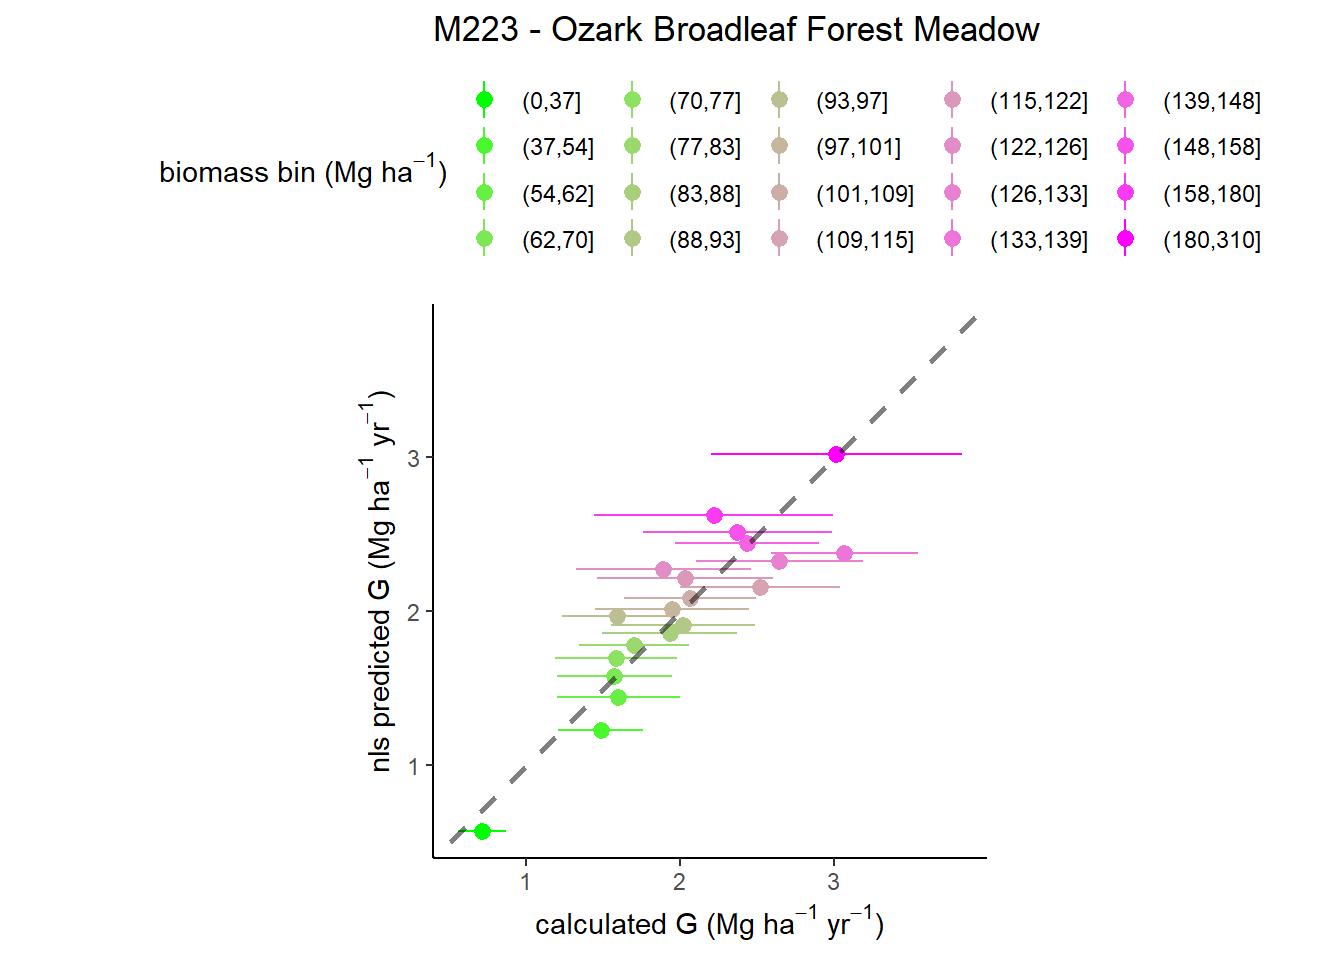 M223 - Ozark Broadleaf Forest Meadow
biomass bin (Mg ha⁻¹)
(0,37] (70,77] (93,97] (115,122] (139,148]
(37,54] (77,83] (97,101] (122,126] (148,158]
(54,62] (83,88] (101,109] (126,133] (158,180]
(62,70] (88,93] (109,115] (133,139] (180,310]
nls predicted G (Mg ha⁻¹ yr⁻¹)
3
2
1
1 2 3
calculated G (Mg ha⁻¹ yr⁻¹)